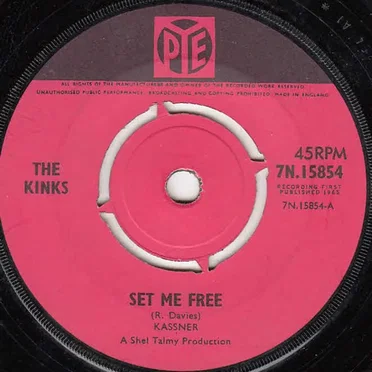 PYE
ALL RIGHTS OF THE MANUFACTURER AND OWNER OF THE RECORDED WORK RESERVED
UNAUTHORISED PUBLIC PERFORMANCE, BROADCASTING AND COPYING PROHIBITED. MADE IN ENGLAND
THE
KINKS
45RPM
7N.15854
RECORDING FIRST
PUBLISHED 1965
7N.15854-A
SET ME FREE
(R. Davies)
KASSNER
A Shel Talmy Production